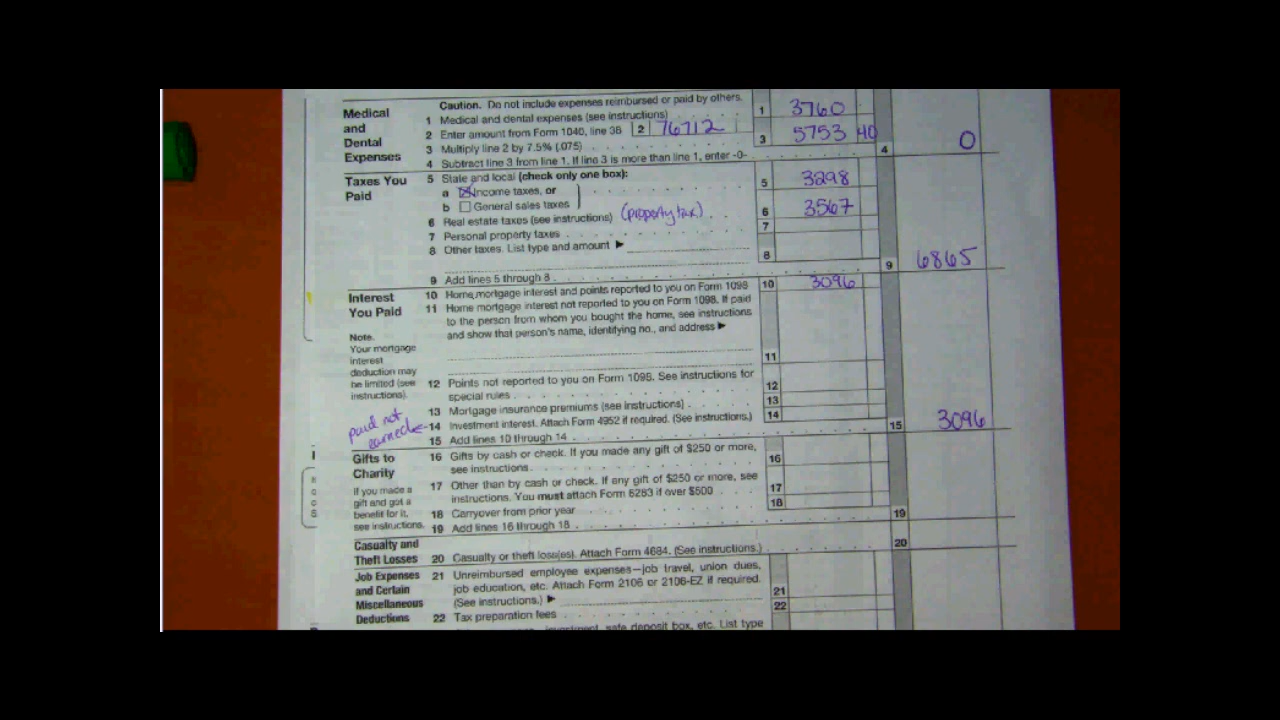 Medical and Dental Expenses
Caution. Do not include expenses reimbursed or paid by others.
1 Medical and dental expenses (see instructions) 1 3760
2 Enter amount from Form 1040, line 38 2 76712
3 Multiply line 2 by 7.5% (.075) 3 5753 40
4 Subtract line 3 from line 1. If line 3 is more than line 1, enter -0- 4 0
Taxes You Paid
5 State and local (check only one box):
a Income taxes, or 5 3298
b General sales taxes
6 Real estate taxes (see instructions) (property tax) 6 3567
7 Personal property taxes 7
8 Other taxes. List type and amount ▶
8
9 Add lines 5 through 8 9 6865
Interest You Paid
10 Home mortgage interest and points reported to you on Form 1098 10 3096
11 Home mortgage interest not reported to you on Form 1098. If paid
to the person from whom you bought the home, see instructions
and show that person's name, identifying no., and address ▶
11
Note.
Your mortgage
interest
deduction may
be limited (see
instructions).
12 Points not reported to you on Form 1098. See instructions for
special rules 12
13 Mortgage insurance premiums (see instructions) 13
paid not earned
14 Investment interest. Attach Form 4952 if required. (See instructions.) 14
15 Add lines 10 through 14 15 3096
Gifts to Charity
16 Gifts by cash or check. If you made any gift of $250 or more,
see instructions 16
If you made a
gift and got a
benefit for it,
see instructions.
17 Other than by cash or check. If any gift of $250 or more, see
instructions. You must attach Form 8283 if over $500 17
18 Carryover from prior year 18
19 Add lines 16 through 18 19
Casualty and Theft Losses
20 Casualty or theft loss(es). Attach Form 4684. (See instructions.) 20
Job Expenses and Certain Miscellaneous Deductions
21 Unreimbursed employee expenses—job travel, union dues,
job education, etc. Attach Form 2106 or 2106-EZ if required.
(See instructions.) ▶ 21
22 Tax preparation fees 22
safe deposit box, etc. List type